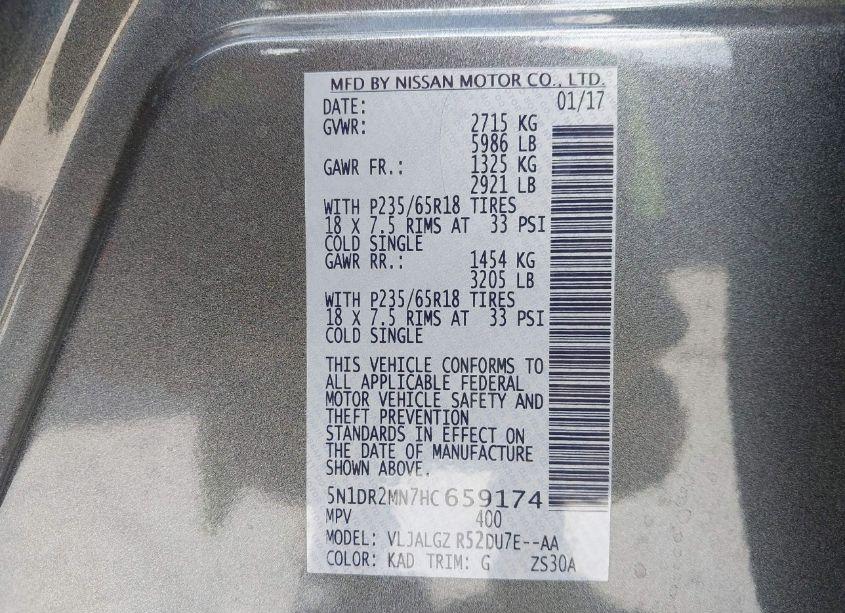 MFD BY NISSAN MOTOR CO., LTD.
DATE: 01/17
GVWR: 2715 KG
5986 LB
GAWR FR.: 1325 KG
2921 LB
WITH P235/65R18 TIRES
18 X 7.5 RIMS AT 33 PSI
COLD SINGLE
GAWR RR.: 1454 KG
3205 LB
WITH P235/65R18 TIRES
18 X 7.5 RIMS AT 33 PSI
COLD SINGLE
THIS VEHICLE CONFORMS TO
ALL APPLICABLE FEDERAL
MOTOR VEHICLE SAFETY AND
THEFT PREVENTION
STANDARDS IN EFFECT ON
THE DATE OF MANUFACTURE
SHOWN ABOVE.
5N1DR2MN7HC659174
MPV 400
MODEL: VLJALGZ R52DU7E--AA
COLOR: KAD TRIM: G ZS30A